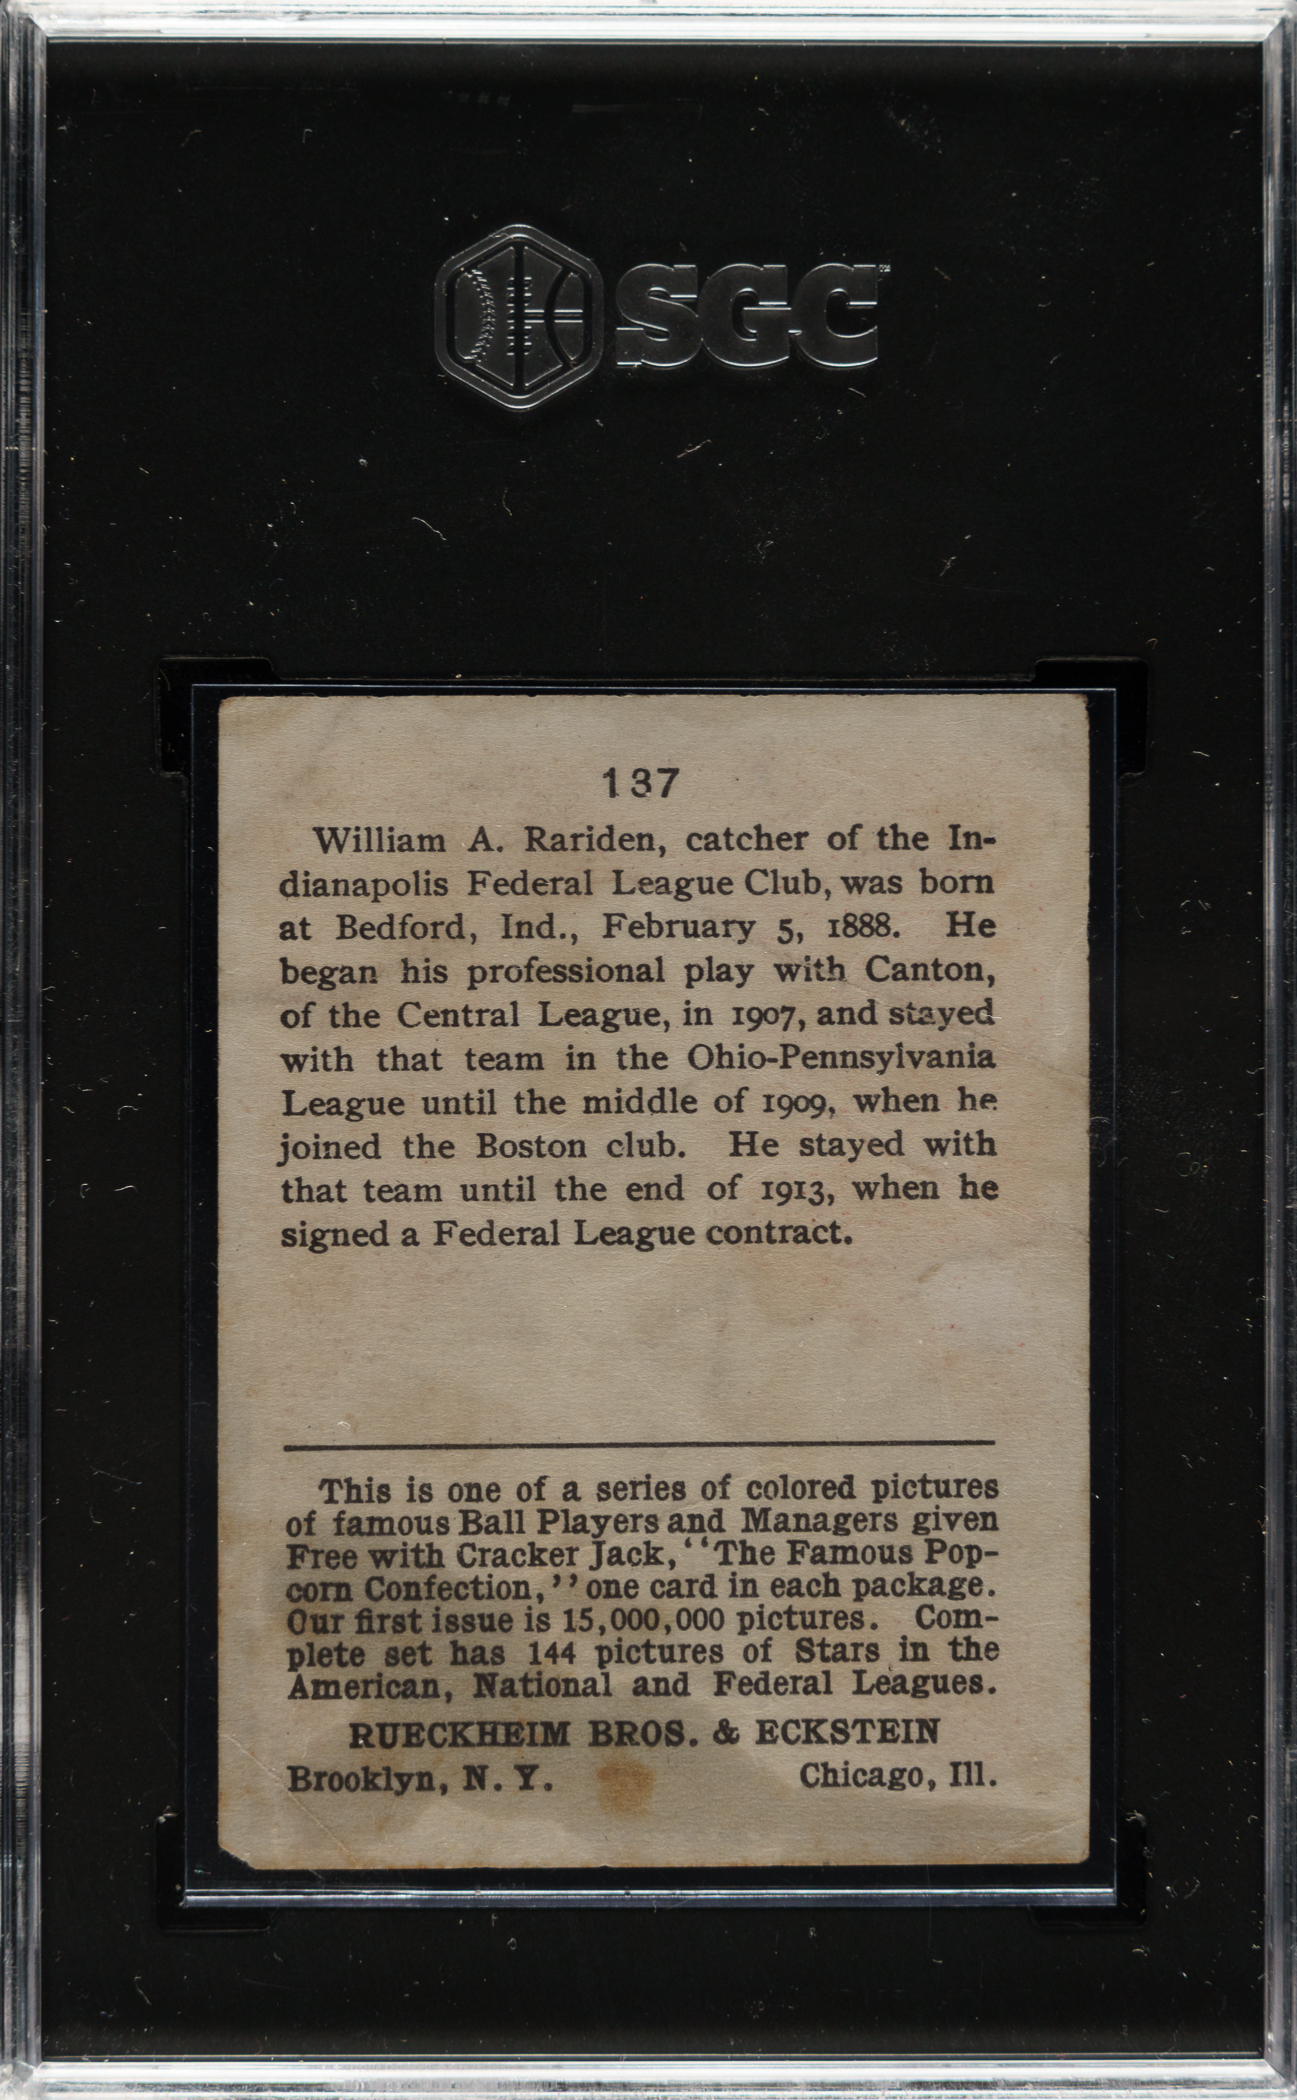 SGC
137
William A. Rariden, catcher of the In-
dianapolis Federal League Club, was born
at Bedford, Ind., February 5, 1888. He
began his professional play with Canton,
of the Central League, in 1907, and stayed
with that team in the Ohio-Pennsylvania
League until the middle of 1909, when he
joined the Boston club. He stayed with
that team until the end of 1913, when he
signed a Federal League contract.
This is one of a series of colored pictures
of famous Ball Players and Managers given
Free with Cracker Jack, "The Famous Pop-
corn Confection," one card in each package.
Our first issue is 15,000,000 pictures. Com-
plete set has 144 pictures of Stars in the
American, National and Federal Leagues.
RUECKHEIM BROS. & ECKSTEIN
Brooklyn, N. Y. Chicago, Ill.